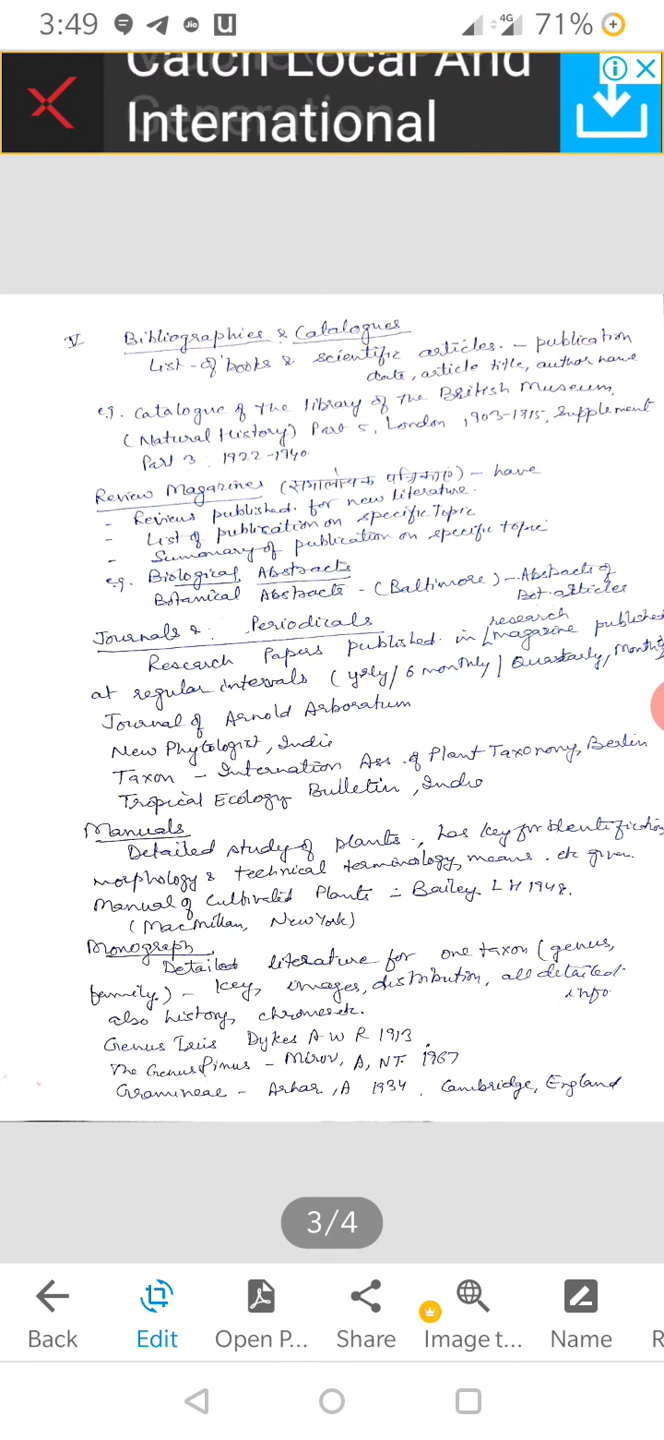 3:49
4G
71%
Catch Local And
International
V Bibliographies & Catalogues
List - of books & scientific articles. - publication
date, article title, author name
e.g. Catalogue of the library of the British Museum,
(Natural History) Part 5, London, 1903-1915, Supplement
Part 3 1922-1940.
Review Magazines (समालोचक पत्रिकाएं) - have
- Reviews published for new literature.
- List of publication on specific topic
- Summary of publication on specific topic
e.g. Biological Abstracts
Botanical Abstracts - (Baltimore) - Abstracts of
Bot. articles
Journals & Periodicals
Research Papers published in research magazine published
at regular intervals (yrly / 6 monthly / Quarterly, monthly
Journal of Arnold Arboratum
New Phytologist, India
Taxon - Internation Ass. of Plant Taxonony, Berlin
Tropical Ecology Bulletin, India
Manuals
Detailed study of plants, has key for Identification,
morphology & technical terminology, means. etc given.
Manual of Cultivated Plants - Bailey. L H 1948.
(MacMillan, New York)
Monograph
Detailed literature for one taxon (genus,
family.) - key, images, distribution, all detailed.
info
also history, chromo etc.
Genus Iris Dykes A W R 1913.
The Genus Pinus - Mirov, A, NT. 1967
Gramineae - Arbar, A 1934. Cambridge, England
3/4
Back
Edit
Open P...
Share
Image t...
Name
R